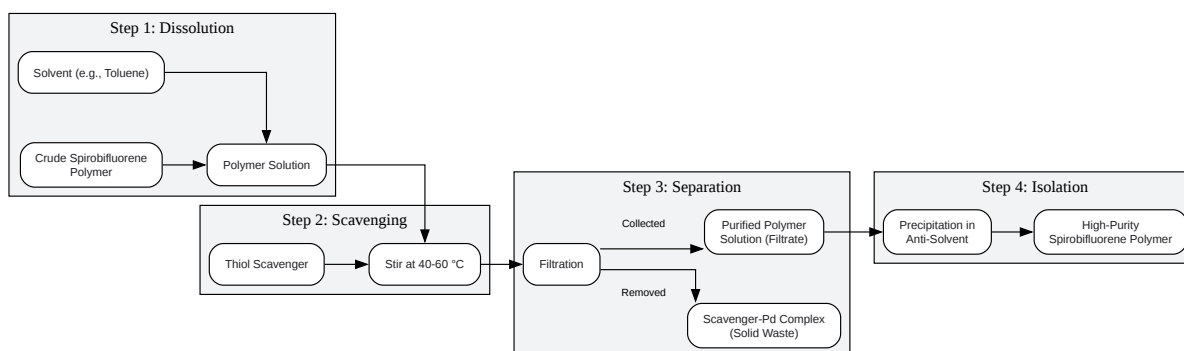 Step 1: Dissolution
Solvent (e.g., Toluene)
Crude Spirobifluorene
Polymer
Polymer Solution
Step 2: Scavenging
Thiol Scavenger
Stir at 40-60 °C
Step 3: Separation
Filtration
Collected
Purified Polymer
Solution (Filtrate)
Removed
Scavenger-Pd Complex
(Solid Waste)
Step 4: Isolation
Precipitation in
Anti-Solvent
High-Purity
Spirobifluorene Polymer